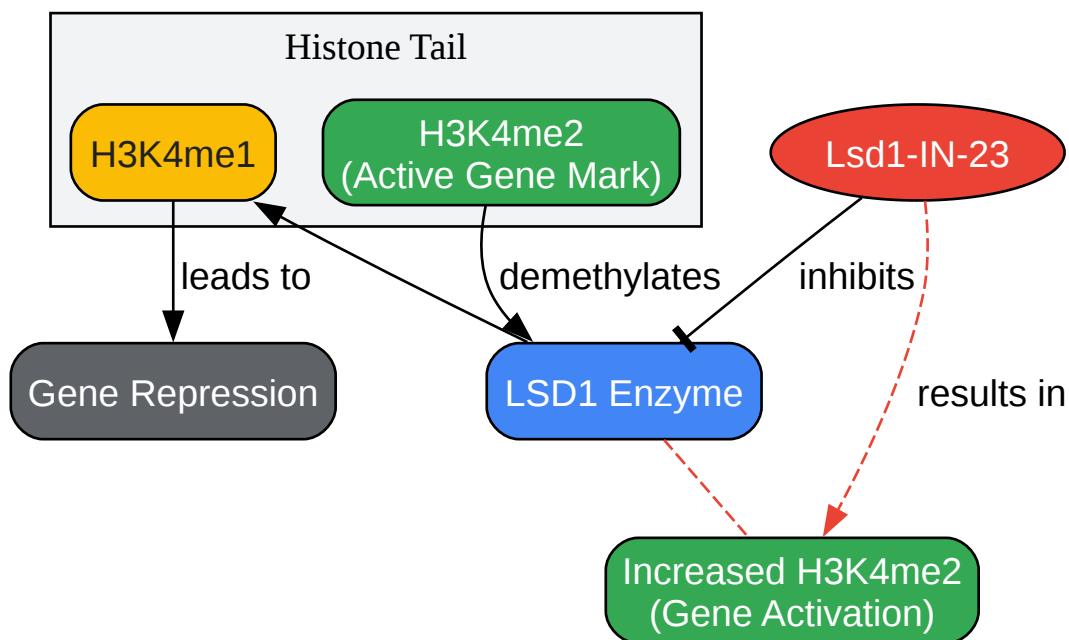 Histone Tail
H3K4me1
H3K4me2
(Active Gene Mark)
Lsd1-IN-23
leads to
demethylates
inhibits
Gene Repression
LSD1 Enzyme
results in
Increased H3K4me2
(Gene Activation)